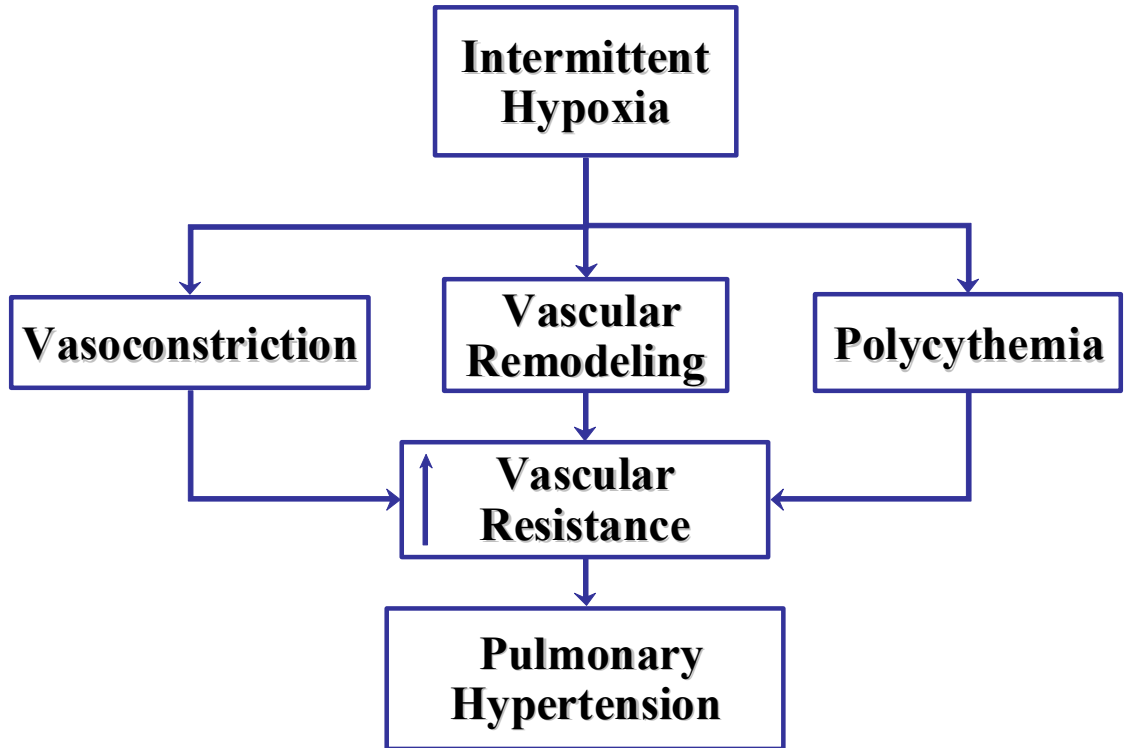 Intermittent
Hypoxia
Vasoconstriction
Vascular
Remodeling
Polycythemia
Vascular
Resistance
Pulmonary
Hypertension